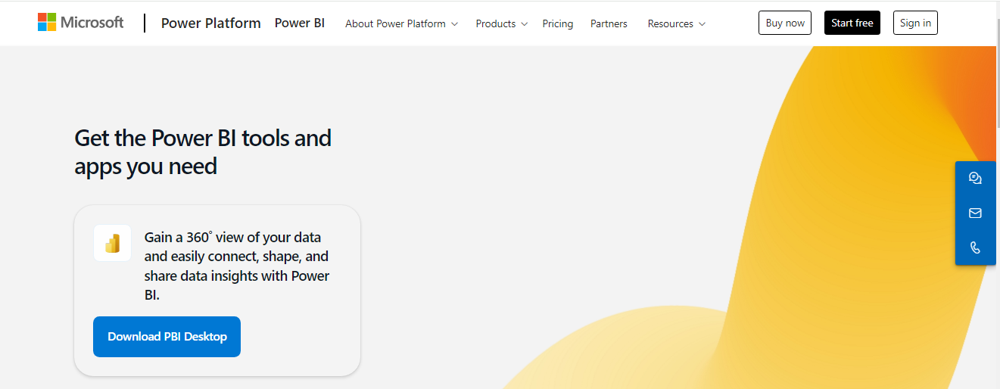 Microsoft Power Platform Power BI About Power Platform Products Pricing Partners Resources Buy now Start free Sign in
Get the Power BI tools and
apps you need
Gain a 360° view of your data
and easily connect, shape, and
share data insights with Power
BI.
Download PBI Desktop